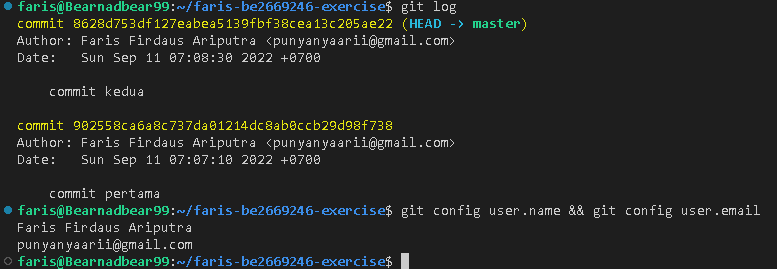 faris@Bearnadbear99:~/faris-be2669246-exercise$ git log
commit 8628d753df127eabea5139fbf38cea13c205ae22 (HEAD -> master)
Author: Faris Firdaus Ariputra <punyanyaarii@gmail.com>
Date:   Sun Sep 11 07:08:30 2022 +0700
    commit kedua
commit 902558ca6a8c737da01214dc8ab0ccb29d98f738
Author: Faris Firdaus Ariputra <punyanyaarii@gmail.com>
Date:   Sun Sep 11 07:07:10 2022 +0700
    commit pertama
faris@Bearnadbear99:~/faris-be2669246-exercise$ git config user.name && git config user.email
Faris Firdaus Ariputra
punyanyaarii@gmail.com
faris@Bearnadbear99:~/faris-be2669246-exercise$